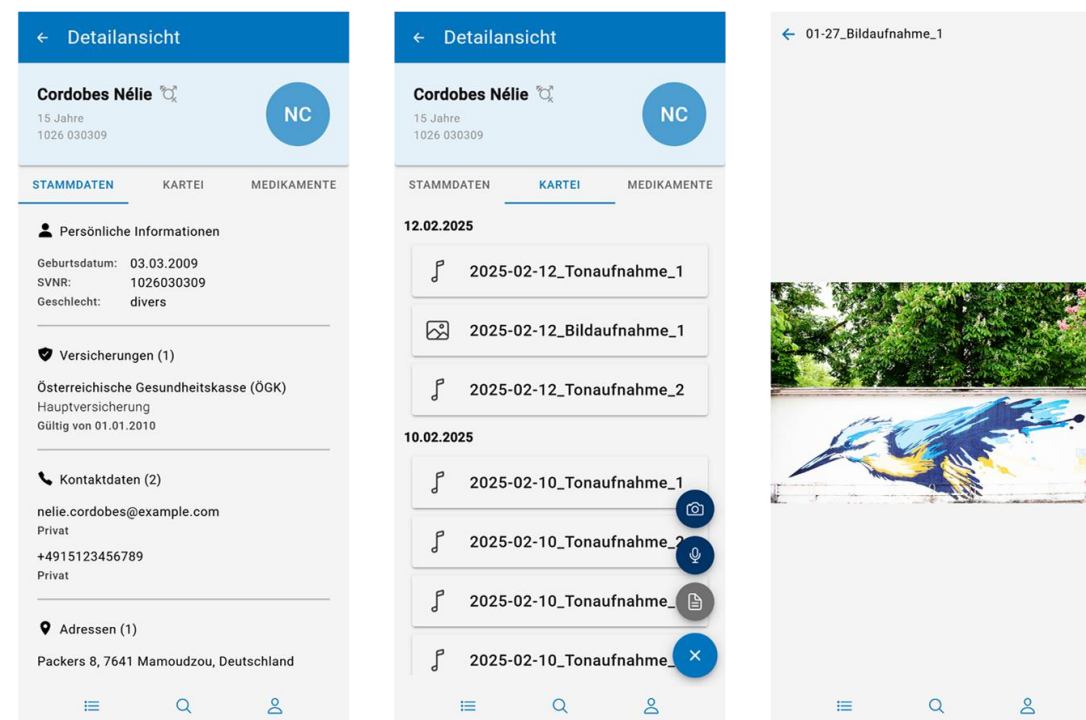 Detailansicht
Cordobes Nélie
15 Jahre
1026 030309
NC
STAMMDATEN KARTEI MEDIKAMENTE
Persönliche Informationen
Geburtsdatum: 03.03.2009
SVNR: 1026030309
Geschlecht: divers
Versicherungen (1)
Österreichische Gesundheitskasse (ÖGK)
Hauptversicherung
Gültig von 01.01.2010
Kontaktdaten (2)
nelie.cordobes@example.com
Privat
+4915123456789
Privat
Adressen (1)
Packers 8, 7641 Mamoudzou, Deutschland
Detailansicht
Cordobes Nélie
15 Jahre
1026 030309
NC
STAMMDATEN KARTEI MEDIKAMENTE
12.02.2025
2025-02-12_Tonaufnahme_1
2025-02-12_Bildaufnahme_1
2025-02-12_Tonaufnahme_2
10.02.2025
2025-02-10_Tonaufnahme_1
2025-02-10_Tonaufnahme_2
2025-02-10_Tonaufnahme_
2025-02-10_Tonaufnahme_
01-27_Bildaufnahme_1